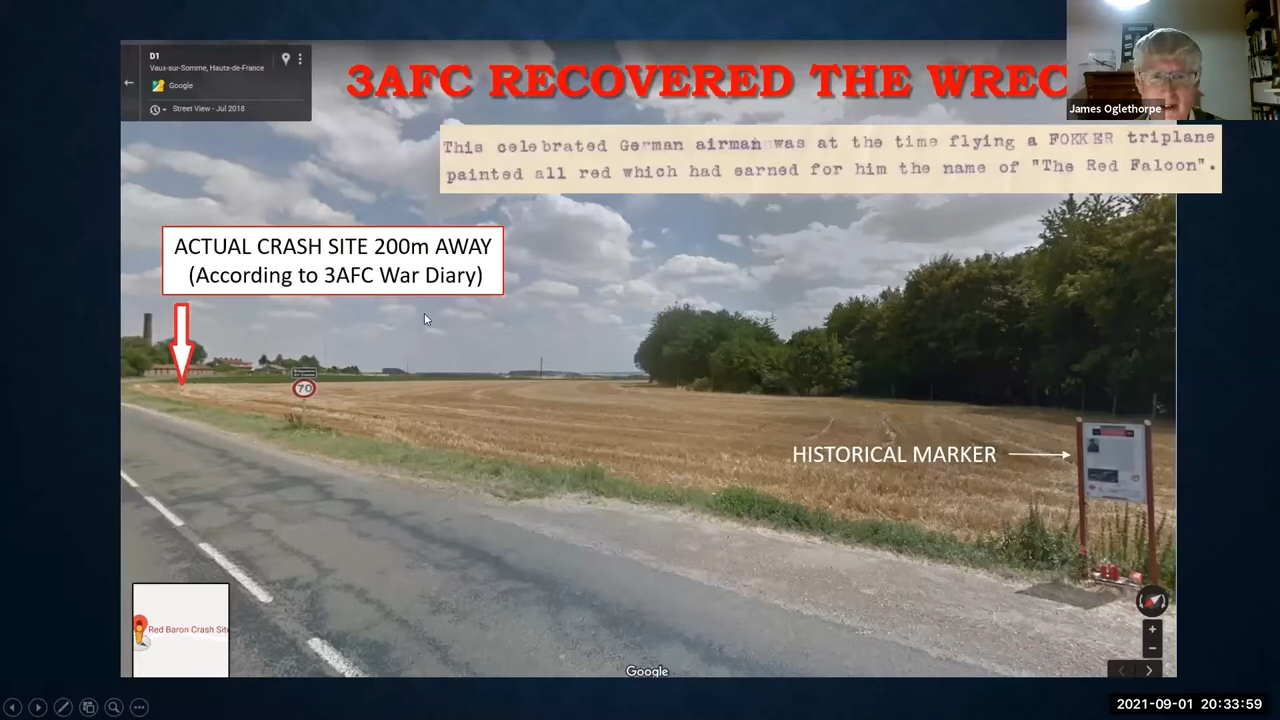 D1
Vaux-sur-Somme, Hauts-de-France
Google
Street View - Jul 2018
3AFC RECOVERED THE WREC
James Oglethorpe
This celebrated German airman was at the time flying a FOKKER triplane
painted all red which had earned for him the name of "The Red Falcon".
ACTUAL CRASH SITE 200m AWAY
(According to 3AFC War Diary)
70
HISTORICAL MARKER
Red Baron Crash Sit
Google
2021-09-01 20:33:59